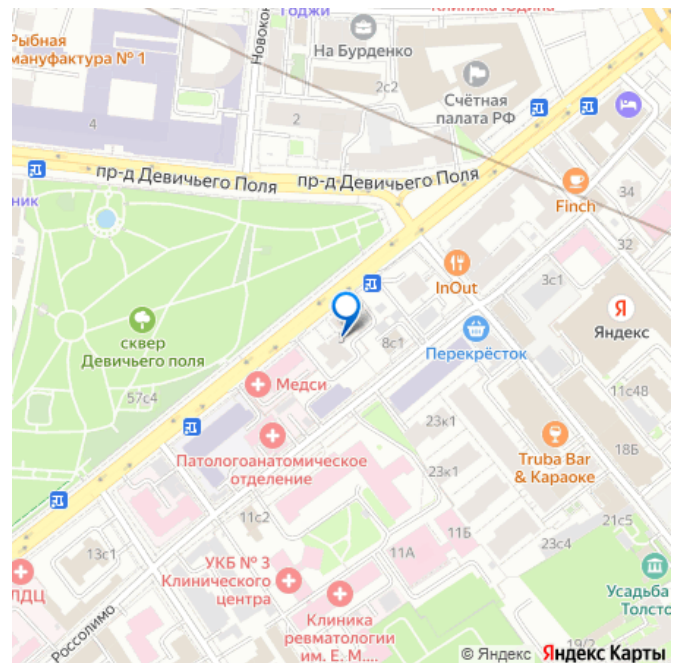 Годжи
Клиника Юдина
Рыбная
мануфактура № 1
Новокон
На Бурденко
2с2
Счётная
палата РФ
2
4
пр-д Девичьего Поля
пр-д Девичьего Поля
ник
Finch
34
32
InOut
3с1
Яндекс
сквер
Девичьего поля
8с1
Перекрёсток
Медси
57с4
11с48
23к1
Патологоанатомическое
отделение
Truba Bar
& Караоке
18Б
23к1
11с2
11Б
21с5
23с4
13с1
11А
УКБ № 3
Клинического
центра
ЛДЦ
Усадьба
Толсто
Россолимо
Клиника
ревматологии
им. Е. М....
19/2
© Яндекс Яндекс Карты